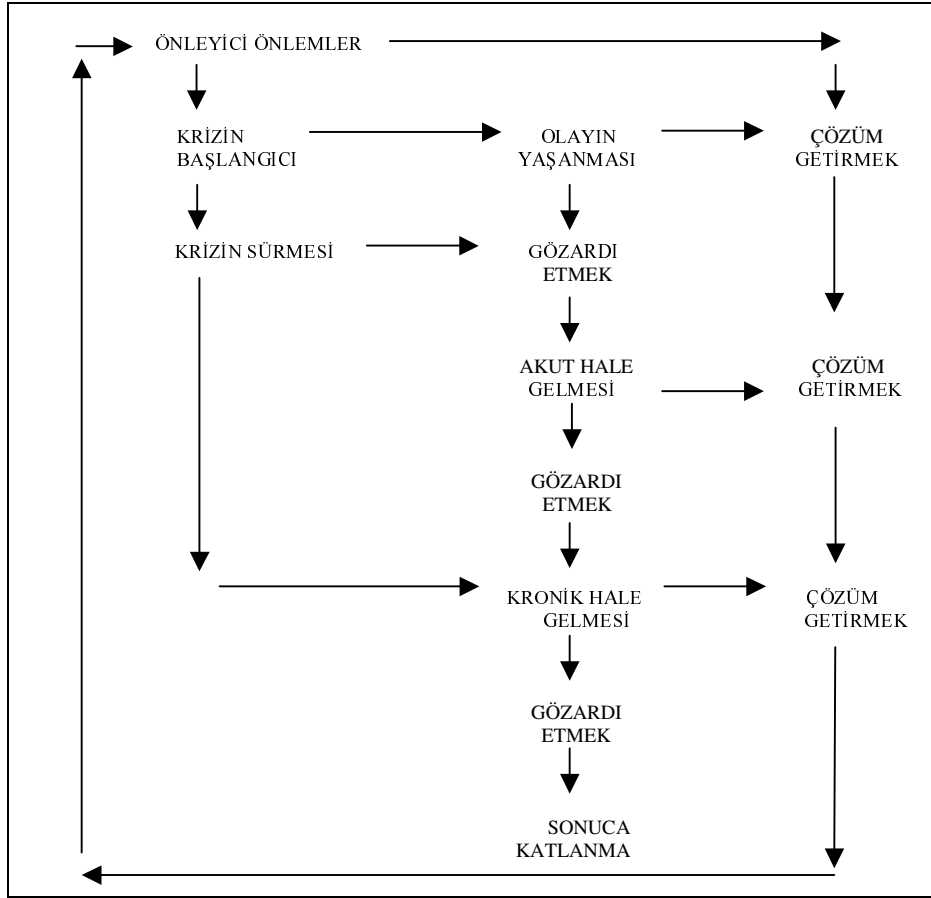 ÖNLEYİCİ ÖNLEMLER
KRİZİN
BAŞLANGICI
OLAYIN
YAŞANMASI
ÇÖZÜM
GETİRMEK
KRİZİN SÜRMESİ
GÖZARDI
ETMEK
AKUT HALE
GELMESİ
ÇÖZÜM
GETİRMEK
GÖZARDI
ETMEK
KRONİK HALE
GELMESİ
ÇÖZÜM
GETİRMEK
GÖZARDI
ETMEK
SONUCA
KATLANMA